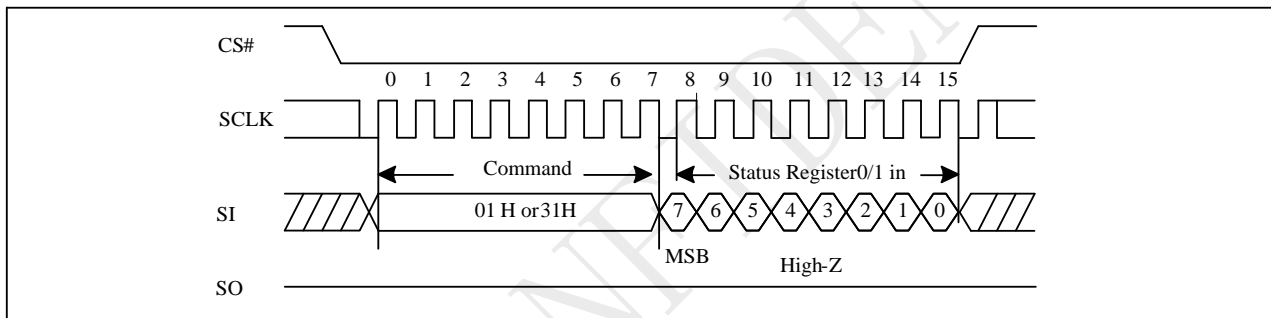 CS#
0 1 2 3 4 5 6 7 8 9 10 11 12 13 14 15
SCLK
Command Status Register0/1 in
SI 01 H or31H 7 6 5 4 3 2 1 0
MSB High-Z
SO